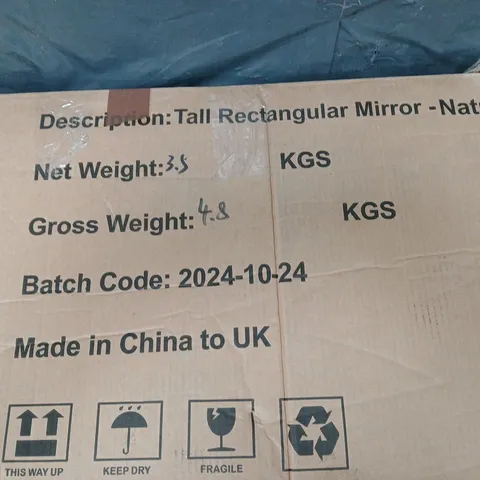 Description: Tall Rectangular Mirror -Nat
Net Weight: 3.5 KGS
Gross Weight: 4.8 KGS
Batch Code: 2024-10-24
Made in China to UK
THIS WAY UP KEEP DRY FRAGILE